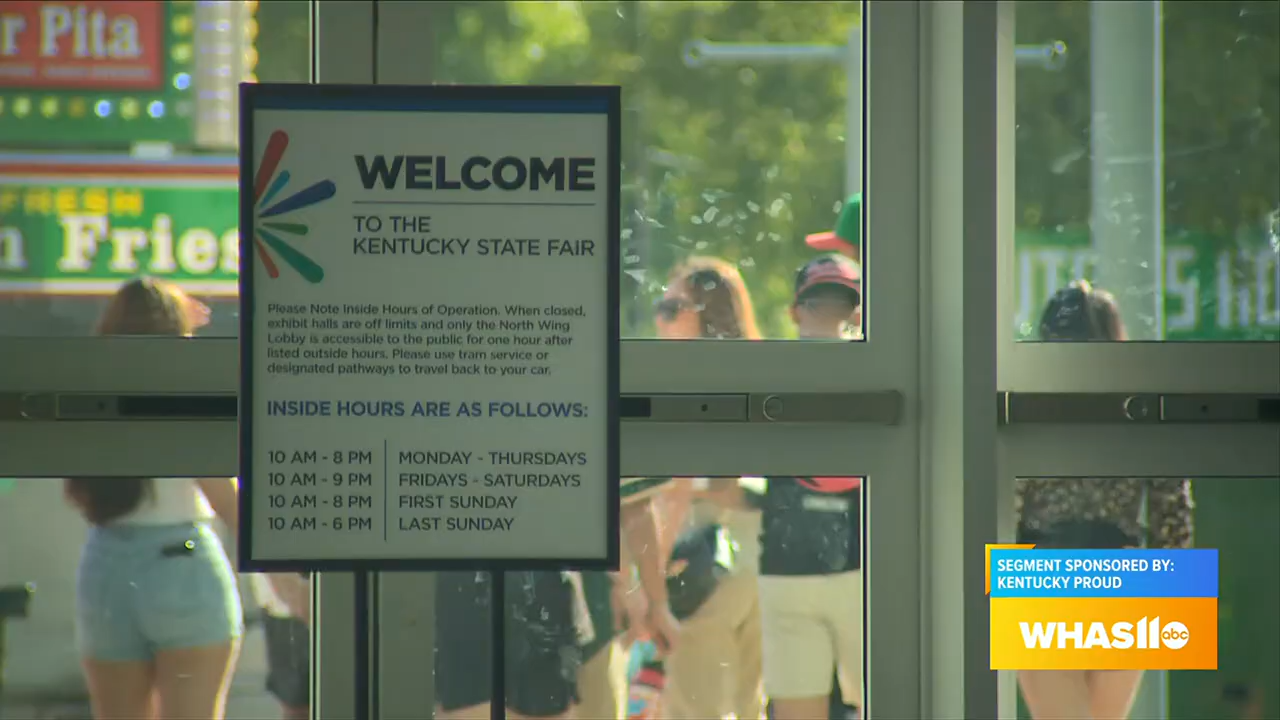 r Pita
FRESH
n Fries
WELCOME
TO THE
KENTUCKY STATE FAIR
Please Note Inside Hours of Operation. When closed,
exhibit halls are off limits and only the North Wing
Lobby is accessible to the public for one hour after
listed outside hours. Please use tram service or
designated pathways to travel back to your car.
INSIDE HOURS ARE AS FOLLOWS:
10 AM - 8 PM MONDAY - THURSDAYS
10 AM - 9 PM FRIDAYS - SATURDAYS
10 AM - 8 PM FIRST SUNDAY
10 AM - 6 PM LAST SUNDAY
SEGMENT SPONSORED BY:
KENTUCKY PROUD
WHAS11 abc